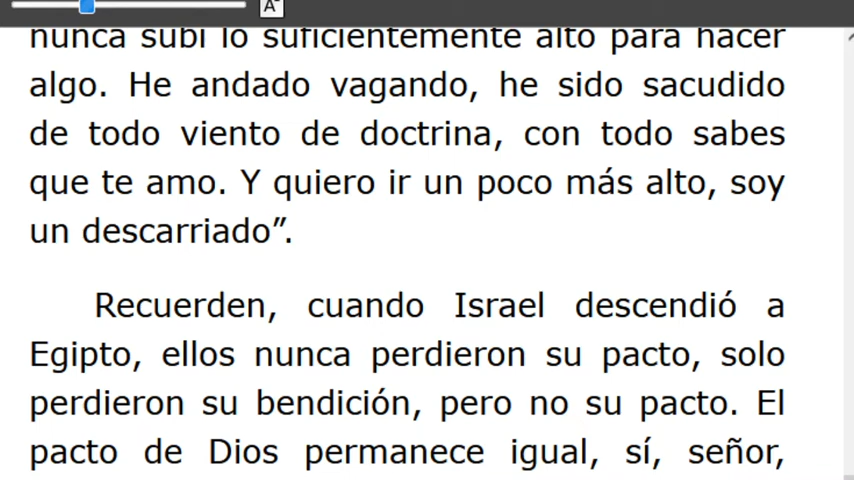 A
nunca subí lo suficientemente alto para hacer
algo. He andado vagando, he sido sacudido
de todo viento de doctrina, con todo sabes
que te amo. Y quiero ir un poco más alto, soy
un descarriado”.
Recuerden, cuando Israel descendió a
Egipto, ellos nunca perdieron su pacto, solo
perdieron su bendición, pero no su pacto. El
pacto de Dios permanece igual, sí, señor,